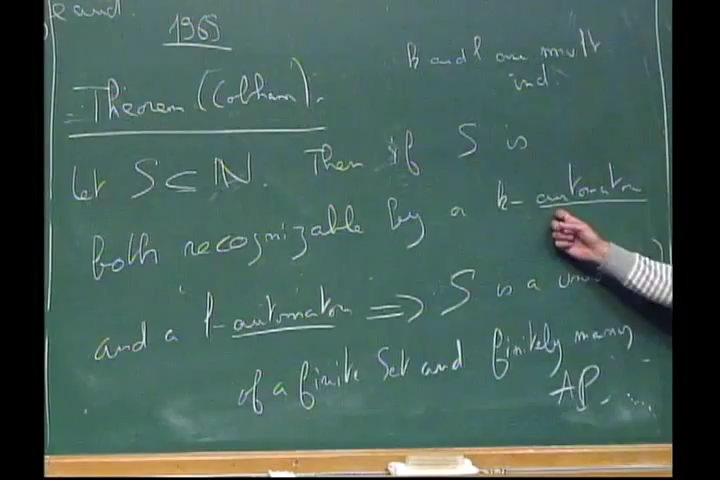 and.
1969
k and l are mult
ind.
Theorem (Cobham).
let S ⊂ ℕ. Then if S is
both recognizable by a k-automaton
and a l-automaton ⟹ S is a
of a finite set and finitely many
AP.